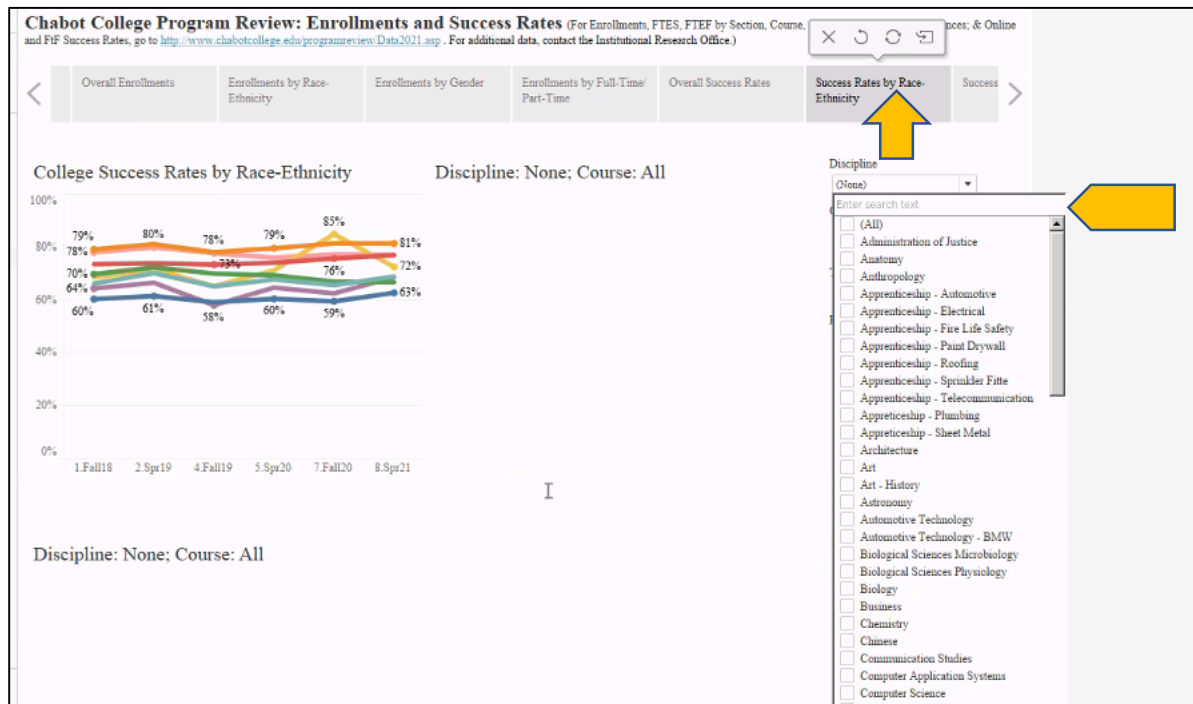 Chabot College Program Review: Enrollments and Success Rates (For Enrollments, FTES, FTEF by Section, Course, nces; & Online
and FtF Success Rates, go to http://www.chabotcollege.edu/programreview/Data2021.asp . For additional data, contact the Institutional Research Office.)
Overall Enrollments
Enrollments by Race-
Ethnicity
Enrollments by Gender
Enrollments by Full-Time/
Part-Time
Overall Success Rates
Success Rates by Race-
Ethnicity
Success
College Success Rates by Race-Ethnicity
Discipline: None; Course: All
100%
80%
60%
40%
20%
0%
79%
78%
70%
64%
60%
80%
61%
78%
73%
58%
79%
60%
85%
76%
59%
81%
72%
63%
1.Fall18
2.Spr19
4.Fall19
5.Spr20
7.Fall20
8.Spr21
Discipline: None; Course: All
Discipline
(None)
Enter search text
(All)
Administration of Justice
Anatomy
Anthropology
Apprenticeship - Automotive
Apprenticeship - Electrical
Apprenticeship - Fire Life Safety
Apprenticeship - Paint Drywall
Apprenticeship - Roofing
Apprenticeship - Sprinkler Fitte
Apprenticeship - Telecommunication
Appreticeship - Plumbing
Appreticeship - Sheet Metal
Architecture
Art
Art - History
Astronomy
Automotive Technology
Automotive Technology - BMW
Biological Sciences Microbiology
Biological Sciences Physiology
Biology
Business
Chemistry
Chinese
Communication Studies
Computer Application Systems
Computer Science